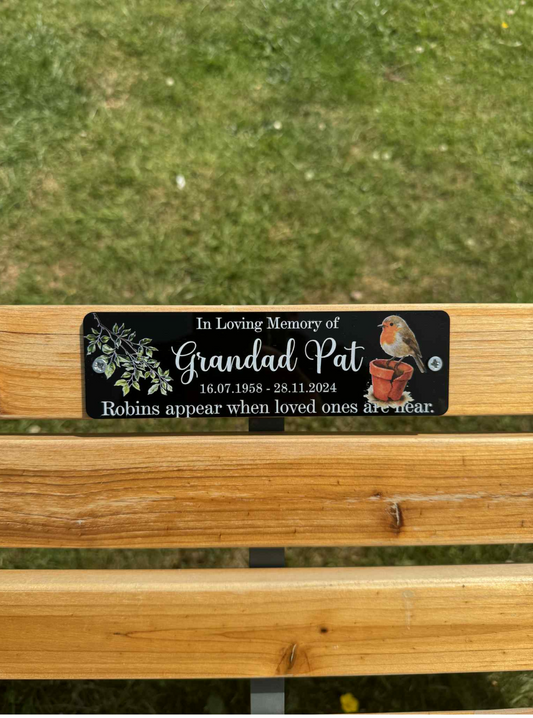 In Loving Memory of
Grandad Pat
16.07.1958 - 28.11.2024
Robins appear when loved ones are near.